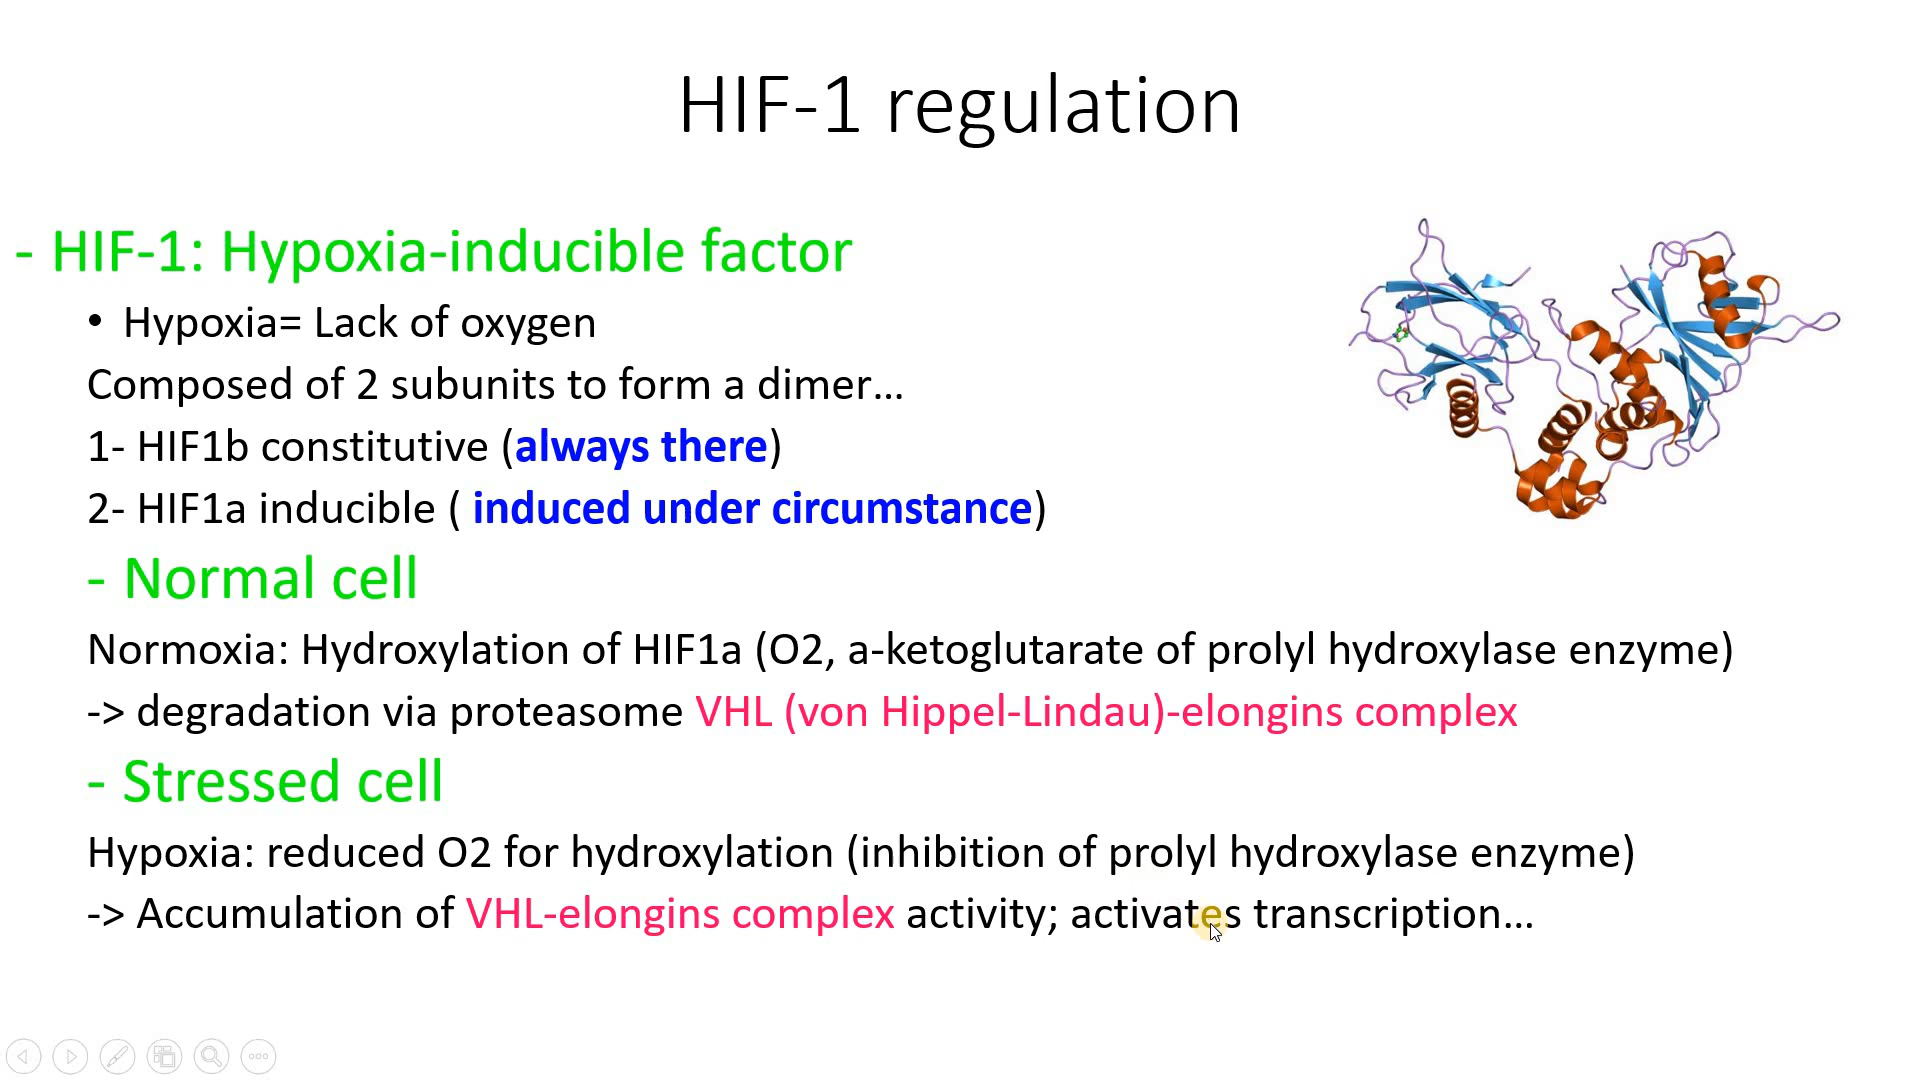 HIF-1 regulation
- HIF-1: Hypoxia-inducible factor
• Hypoxia= Lack of oxygen
Composed of 2 subunits to form a dimer…
1- HIF1b constitutive (always there)
2- HIF1a inducible ( induced under circumstance)
- Normal cell
Normoxia: Hydroxylation of HIF1a (O2, a-ketoglutarate of prolyl hydroxylase enzyme)
-> degradation via proteasome VHL (von Hippel-Lindau)-elongins complex
- Stressed cell
Hypoxia: reduced O2 for hydroxylation (inhibition of prolyl hydroxylase enzyme)
-> Accumulation of VHL-elongins complex activity; activates transcription…